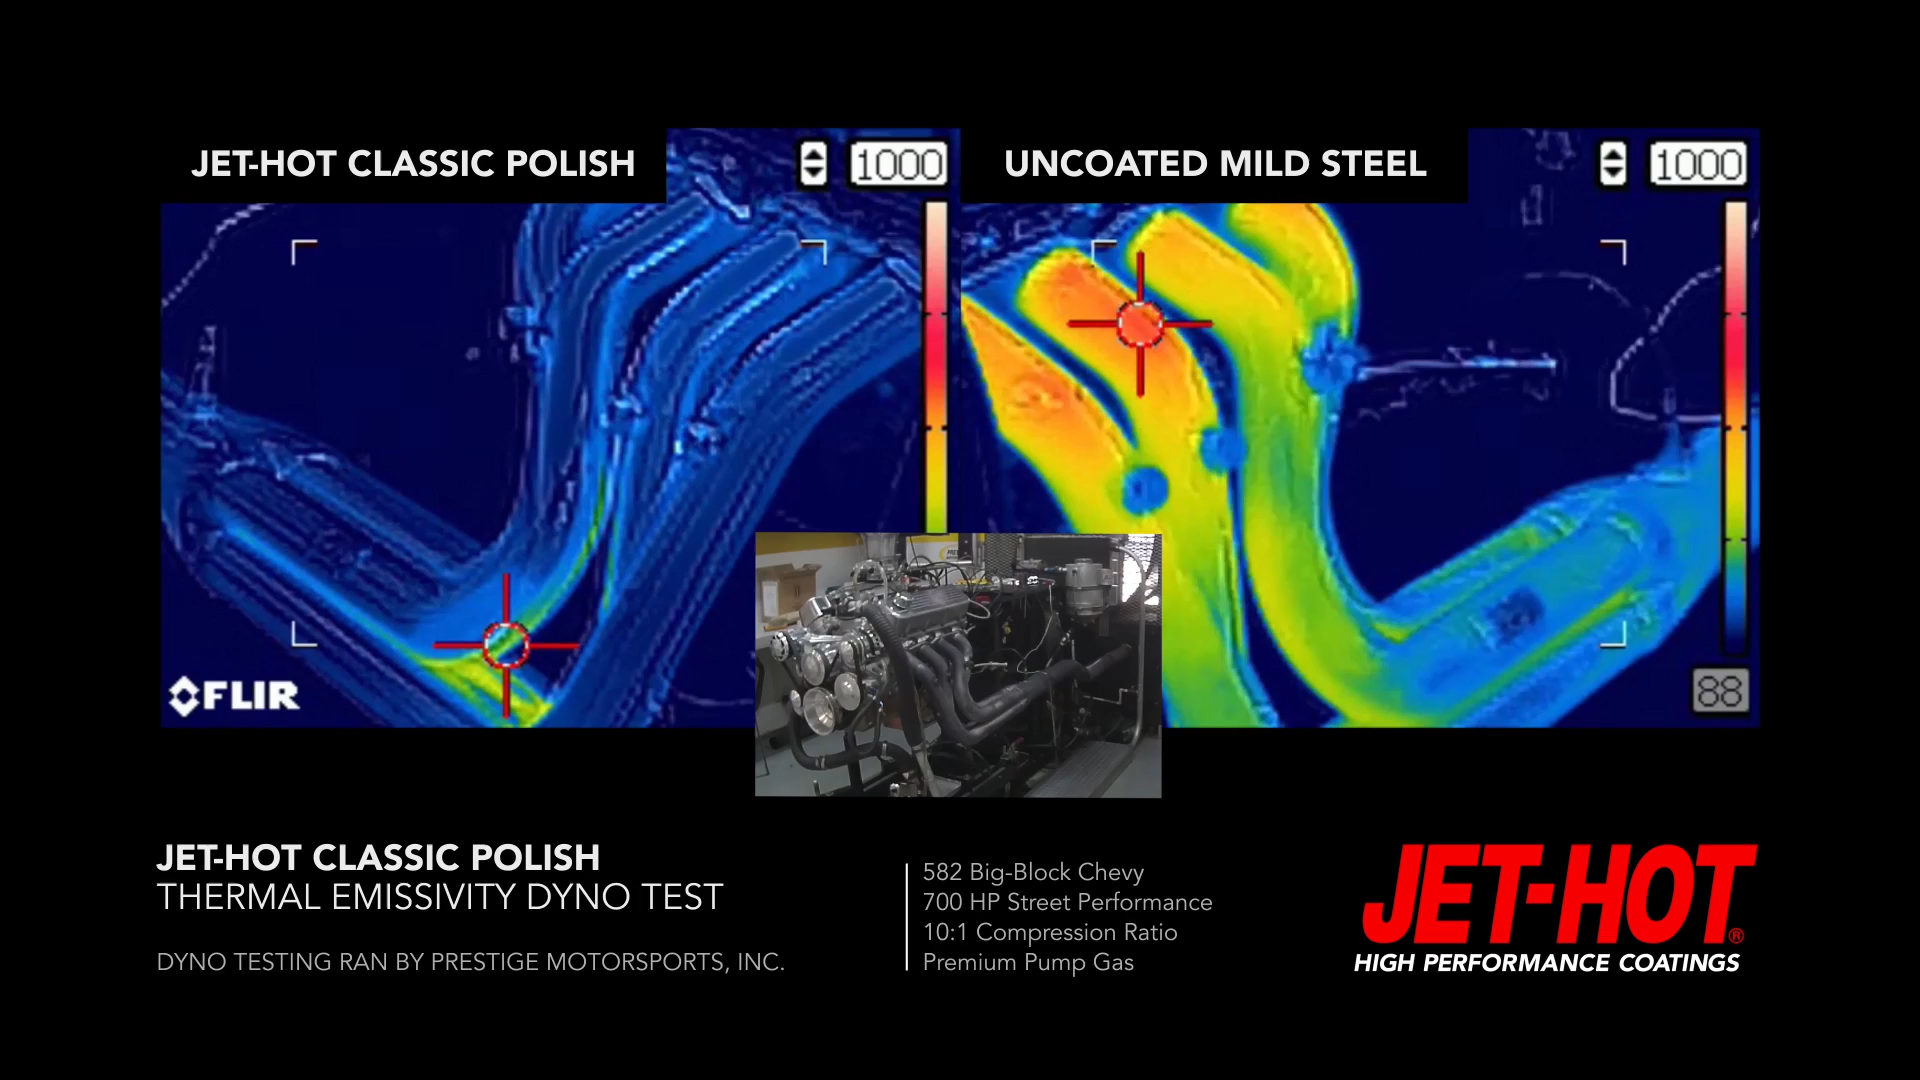 JET-HOT CLASSIC POLISH
1000
UNCOATED MILD STEEL
1000
FLIR
88
JET-HOT CLASSIC POLISH
THERMAL EMISSIVITY DYNO TEST
DYNO TESTING RAN BY PRESTIGE MOTORSPORTS, INC.
582 Big-Block Chevy
700 HP Street Performance
10:1 Compression Ratio
Premium Pump Gas
JET-HOT®
HIGH PERFORMANCE COATINGS